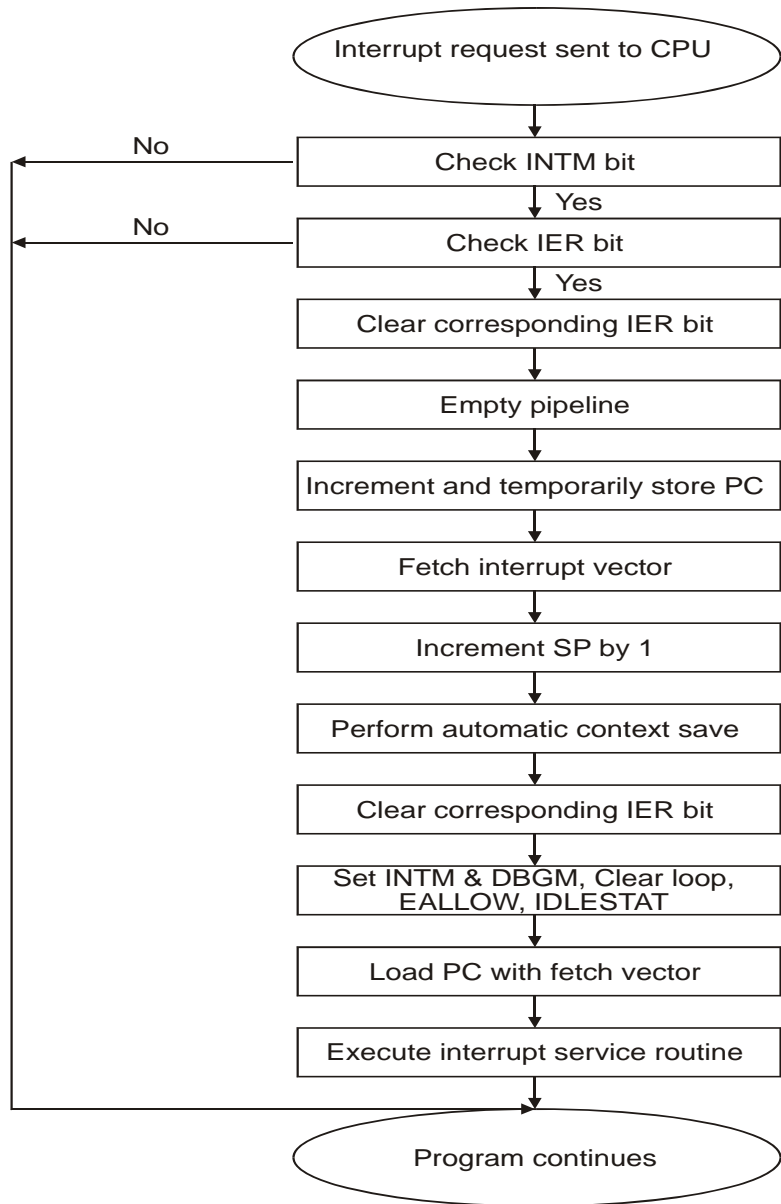 Interrupt request sent to CPU
No
Check INTM bit
Yes
No
Check IER bit
Yes
Clear corresponding IER bit
Empty pipeline
Increment and temporarily store PC
Fetch interrupt vector
Increment SP by 1
Perform automatic context save
Clear corresponding IER bit
Set INTM & DBGM, Clear loop,
EALLOW, IDLESTAT
Load PC with fetch vector
Execute interrupt service routine
Program continues